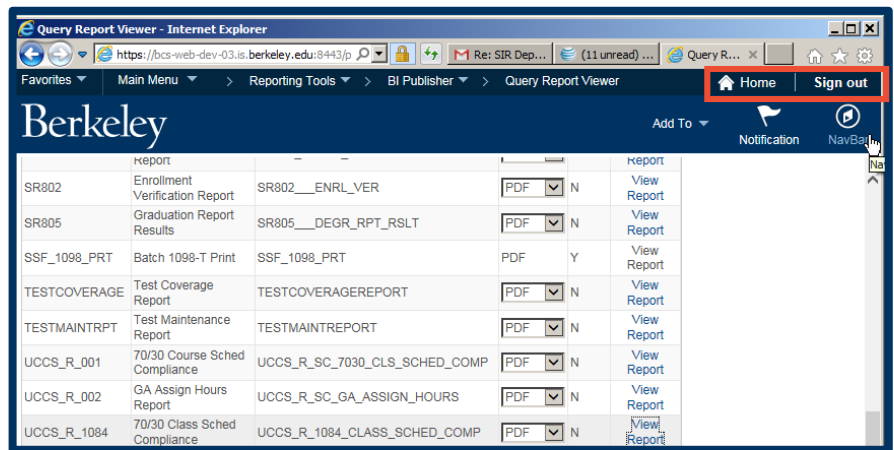 Query Report Viewer - Internet Explorer
https://bcs-web-dev-03.is.berkeley.edu:8443/p
Re: SIR Dep...
(11 unread) ...
Query R...
Favorites Main Menu > Reporting Tools > BI Publisher > Query Report Viewer
Home Sign out
Berkeley
Add To
Notification
NavBar
Na
Report Report
SR802 Enrollment Verification Report SR802___ENRL_VER PDF N View Report
SR805 Graduation Report Results SR805___DEGR_RPT_RSLT PDF N View Report
SSF_1098_PRT Batch 1098-T Print SSF_1098_PRT PDF Y View Report
TESTCOVERAGE Test Coverage Report TESTCOVERAGEREPORT PDF N View Report
TESTMAINTRPT Test Maintenance Report TESTMAINTREPORT PDF N View Report
UCCS_R_001 70/30 Course Sched Compliance UCCS_R_SC_7030_CLS_SCHED_COMP PDF N View Report
UCCS_R_002 GA Assign Hours Report UCCS_R_SC_GA_ASSIGN_HOURS PDF N View Report
UCCS_R_1084 70/30 Class Sched Compliance UCCS_R_1084_CLASS_SCHED_COMP PDF N View Report